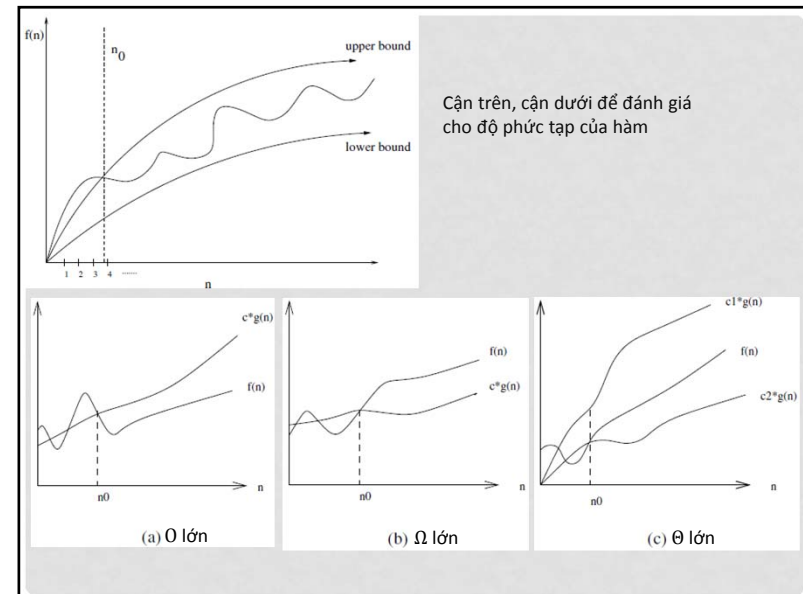 f(n)
n0
upper bound
lower bound
1 2 3 4 .......
n
Cận trên, cận dưới để đánh giá
cho độ phức tạp của hàm
c*g(n)
f(n)
n
n0
(a) O lớn
f(n)
c*g(n)
n
n0
(b) Ω lớn
c1*g(n)
f(n)
c2*g(n)
n
n0
(c) Θ lớn